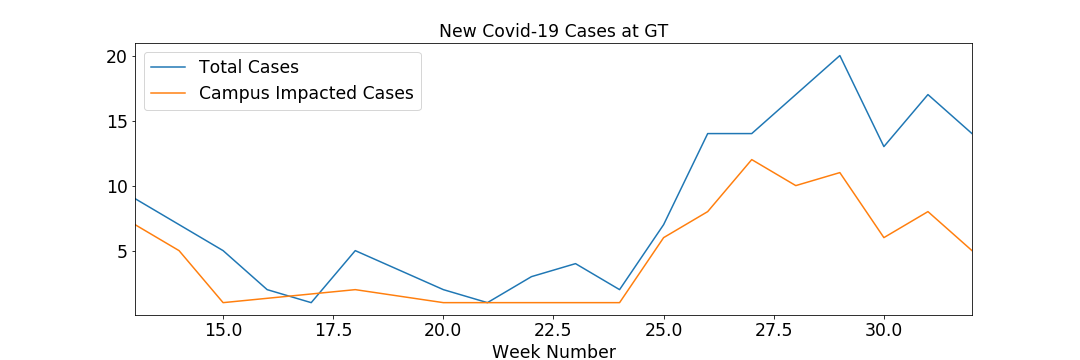 New Covid-19 Cases at GT
Total Cases
Campus Impacted Cases
20
15
10
5
15.0 17.5 20.0 22.5 25.0 27.5 30.0
Week Number